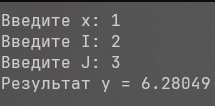 Введите x: 1
Введите I: 2
Введите J: 3
Результат y = 6.28049